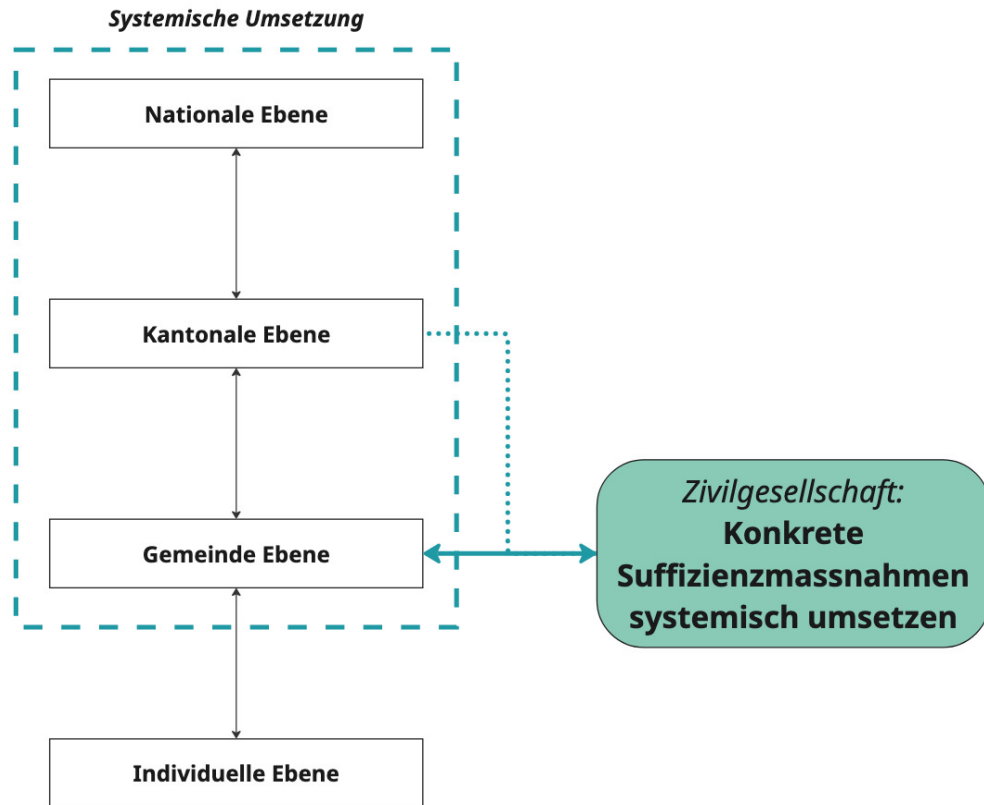 Systemische Umsetzung
Nationale Ebene
Kantonale Ebene
Gemeinde Ebene
Zivilgesellschaft:
Konkrete
Suffizienzmassnahmen
systemisch umsetzen
Individuelle Ebene